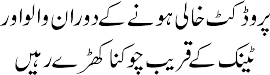 پروڈکٹ خالی ہونے کے دوران والو اور
ٹینک کے قریب چوکنا کھڑے رہیں